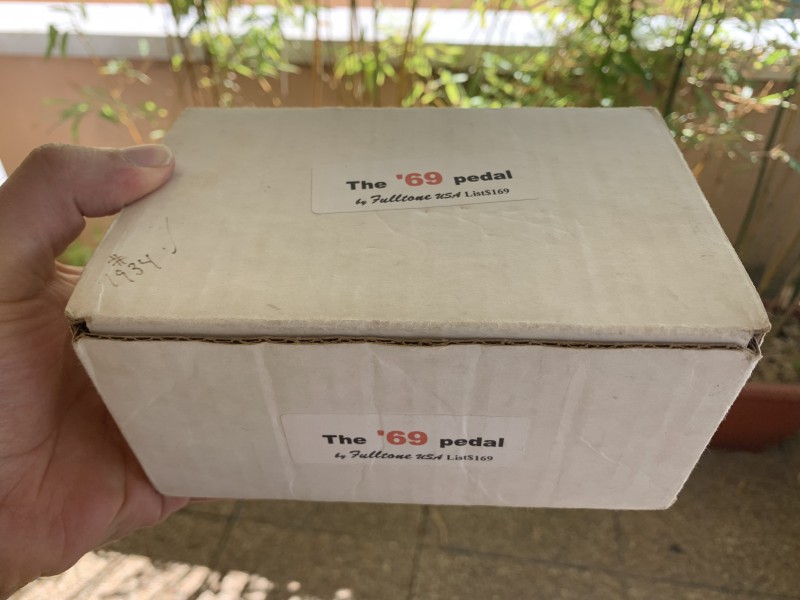 The '69 pedal
by Fulltone USA List$169
#
1934
The '69 pedal
by Fulltone USA List$169